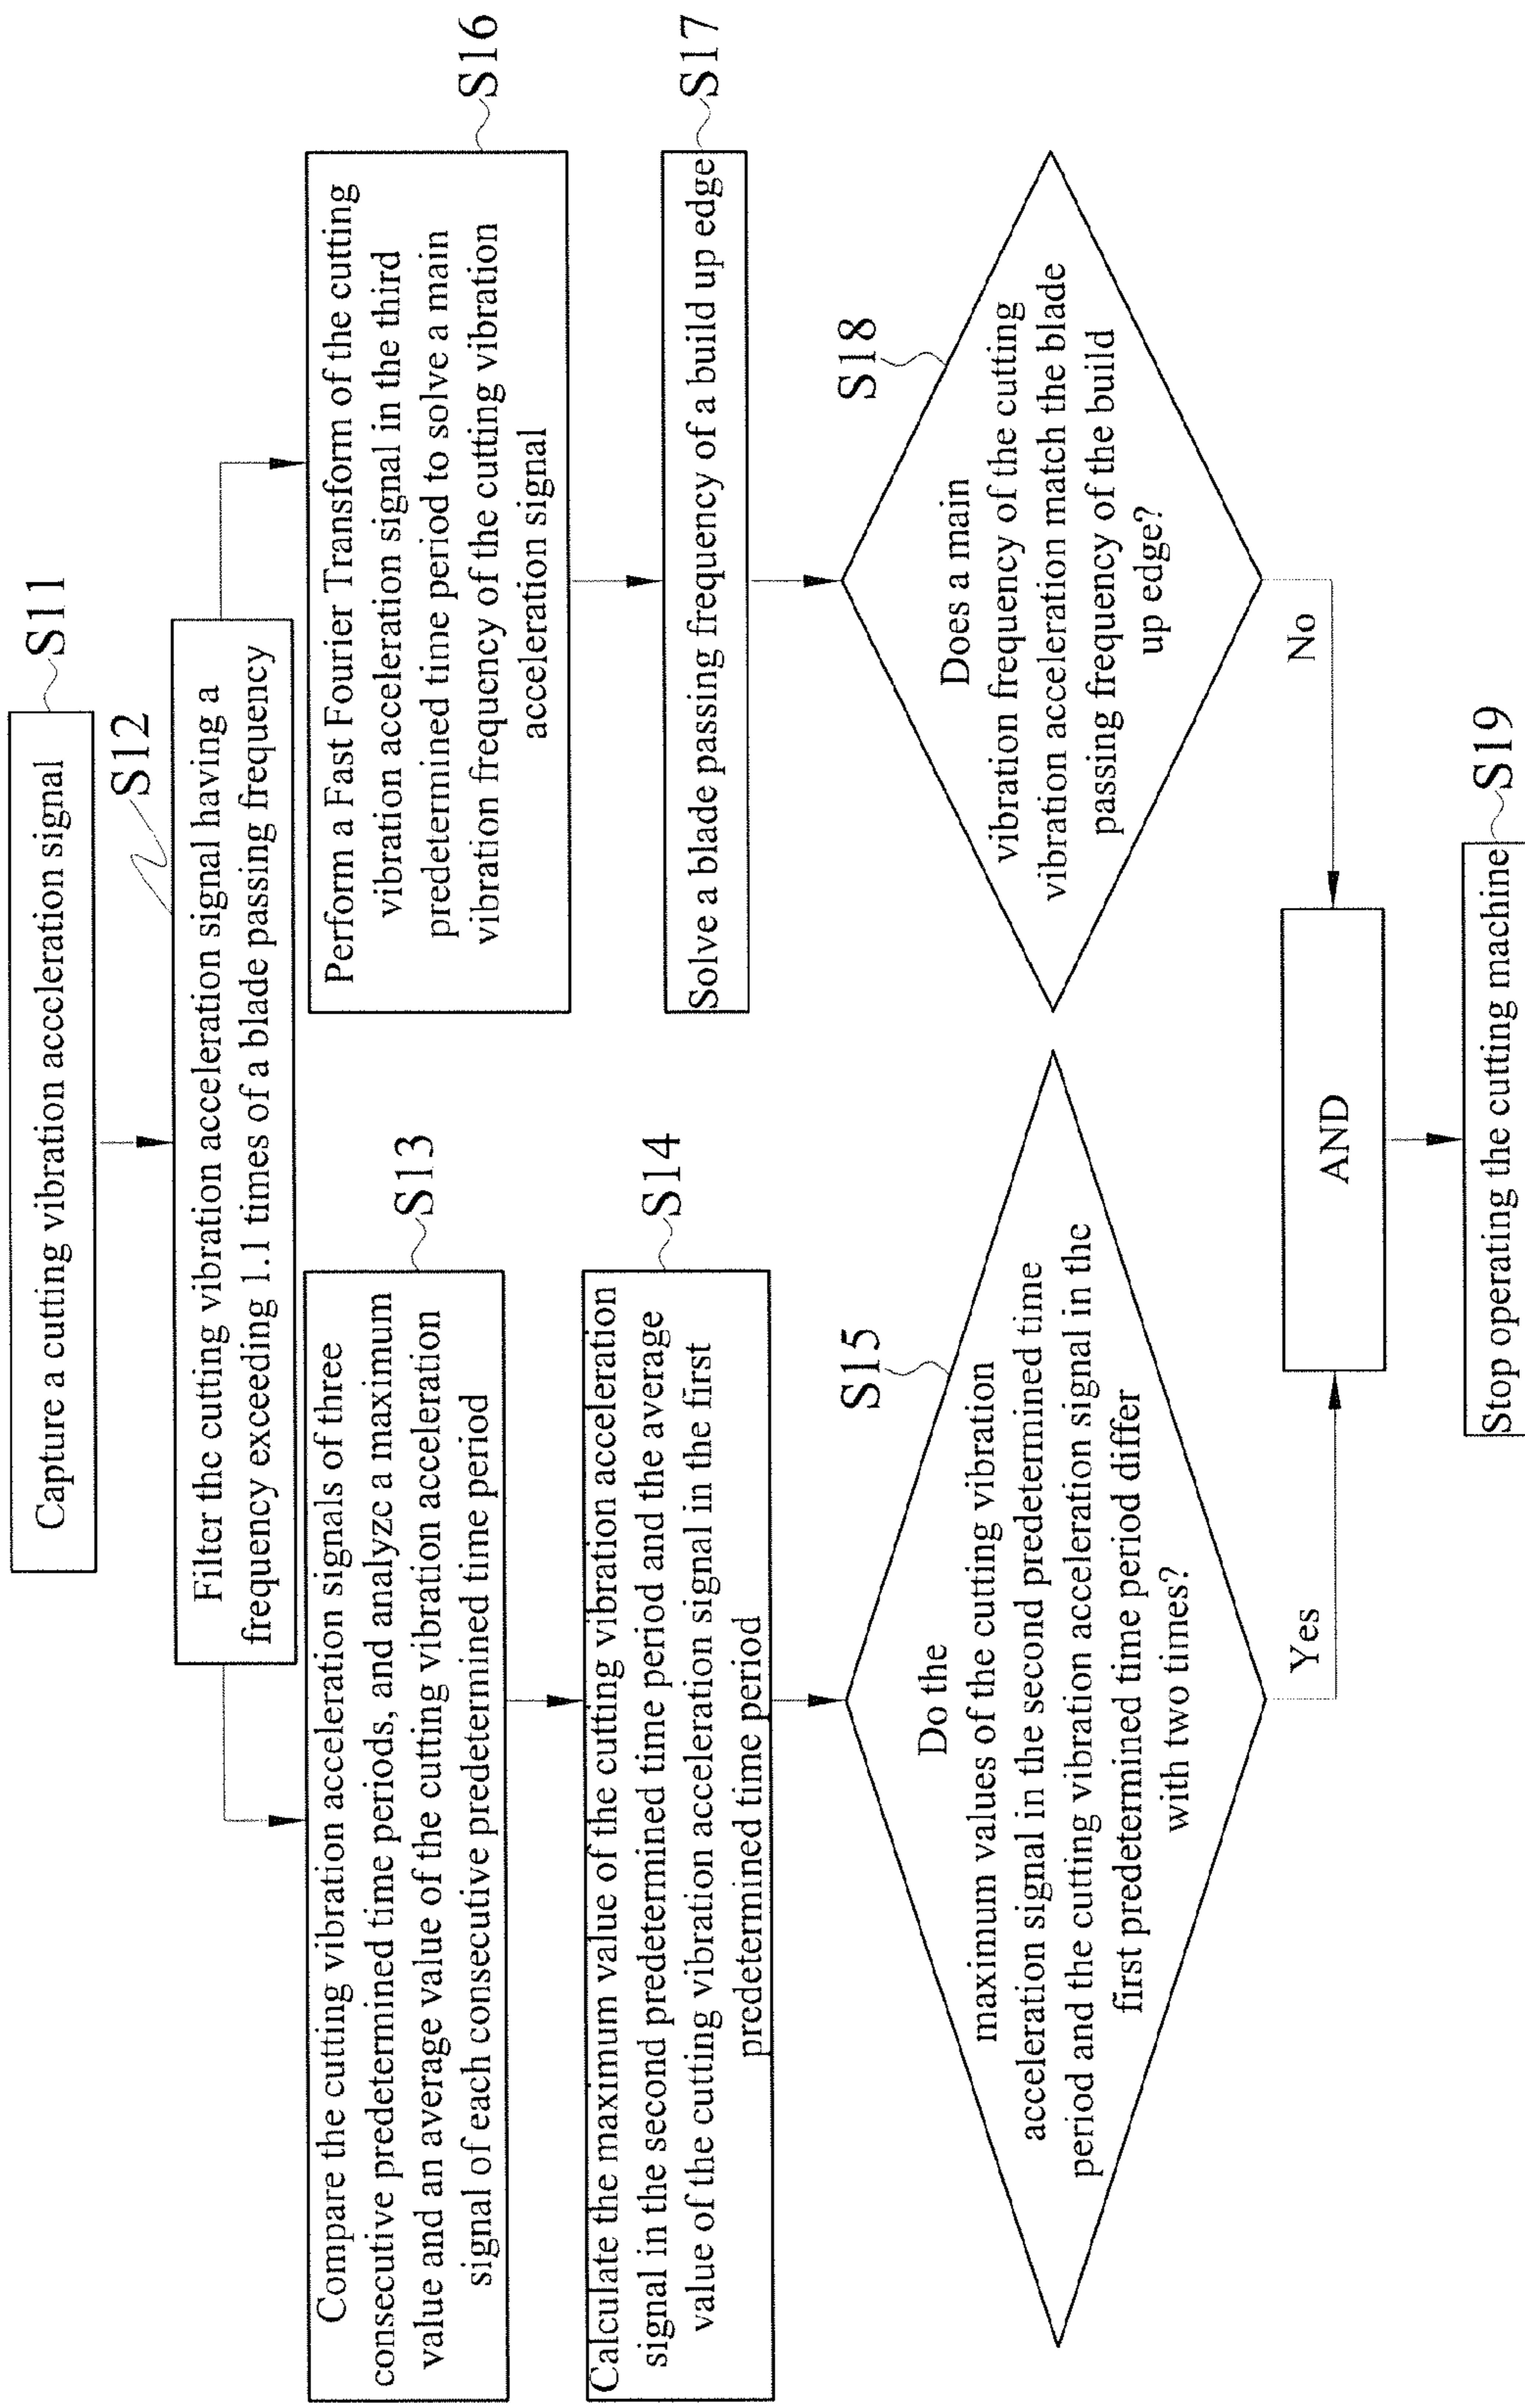 Capture a cutting vibration acceleration signal
S11
S12
Filter the cutting vibration acceleration signal having a
frequency exceeding 1.1 times of a blade passing frequency
Compare the cutting vibration acceleration signals of three
consecutive predetermined time periods, and analyze a maximum
value and an average value of the cutting vibration acceleration
signal of each consecutive predetermined time period
S13
Calculate the maximum value of the cutting vibration acceleration
signal in the second predetermined time period and the average
value of the cutting vibration acceleration signal in the first
predetermined time period
S14
S15
Do the
maximum values of the cutting vibration
acceleration signal in the second predetermined time
period and the cutting vibration acceleration signal in the
first predetermined time period differ
with two times?
Yes
Perform a Fast Fourier Transform of the cutting
vibration acceleration signal in the third
predetermined time period to solve a main
vibration frequency of the cutting vibration
acceleration signal
S16
Solve a blade passing frequency of a build up edge
S17
S18
Does a main
vibration frequency of the cutting
vibration acceleration match the blade
passing frequency of the build
up edge?
No
AND
Stop operating the cutting machine
S19